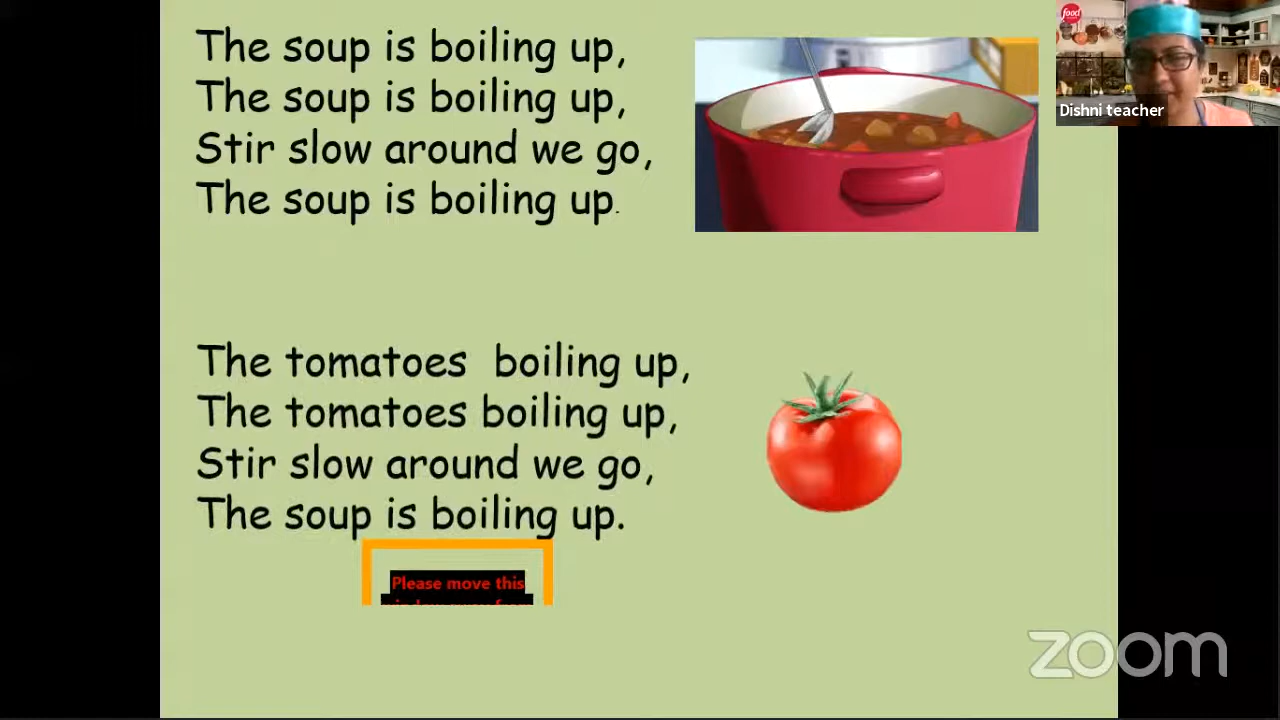 The soup is boiling up,
The soup is boiling up,
Stir slow around we go,
The soup is boiling up.
food
Dishni teacher
The tomatoes boiling up,
The tomatoes boiling up,
Stir slow around we go,
The soup is boiling up.
Please move this
zoom